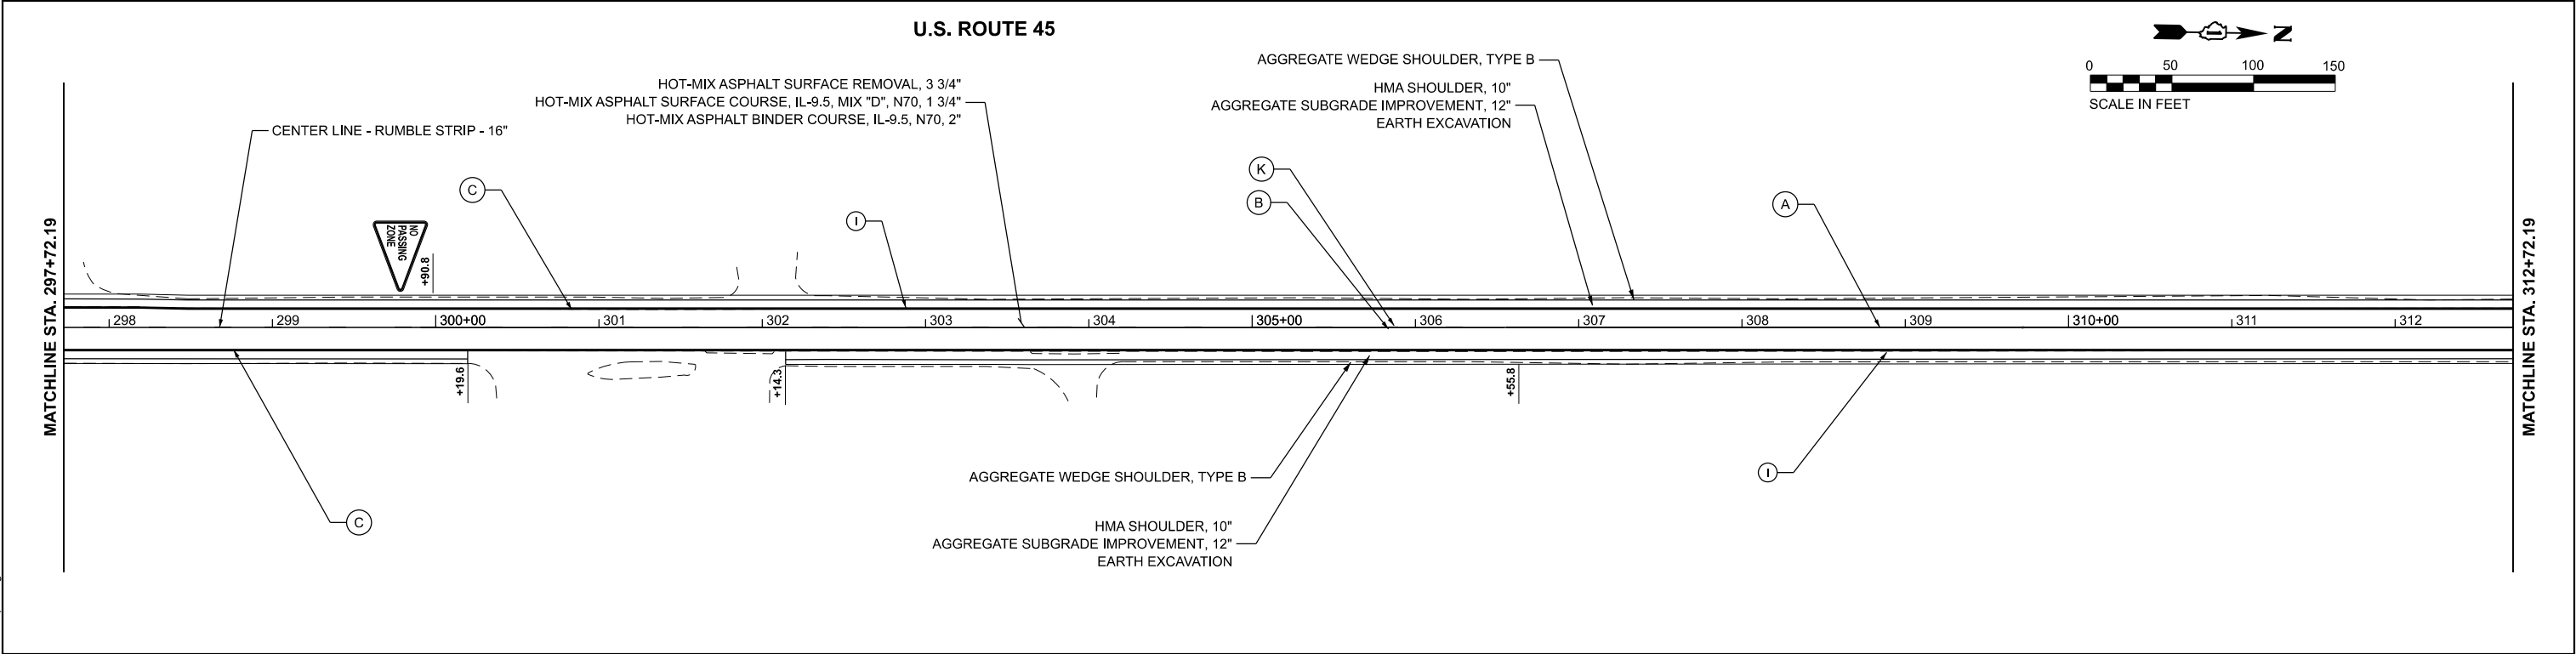 U.S. ROUTE 45
N
0 50 100 150
SCALE IN FEET
AGGREGATE WEDGE SHOULDER, TYPE B
HMA SHOULDER, 10"
AGGREGATE SUBGRADE IMPROVEMENT, 12"
EARTH EXCAVATION
HOT-MIX ASPHALT SURFACE REMOVAL, 3 3/4"
HOT-MIX ASPHALT SURFACE COURSE, IL-9.5, MIX "D", N70, 1 3/4"
HOT-MIX ASPHALT BINDER COURSE, IL-9.5, N70, 2"
CENTER LINE - RUMBLE STRIP - 16"
C
I
K
B
A
NO
PASSING
ZONE
+90.8
MATCHLINE STA. 297+72.19
298 299 300+00 301 302 303 304 305+00 306 307 308 309 310+00 311 312
MATCHLINE STA. 312+72.19
+19.6
+14.3
+55.8
AGGREGATE WEDGE SHOULDER, TYPE B
I
C
HMA SHOULDER, 10"
AGGREGATE SUBGRADE IMPROVEMENT, 12"
EARTH EXCAVATION